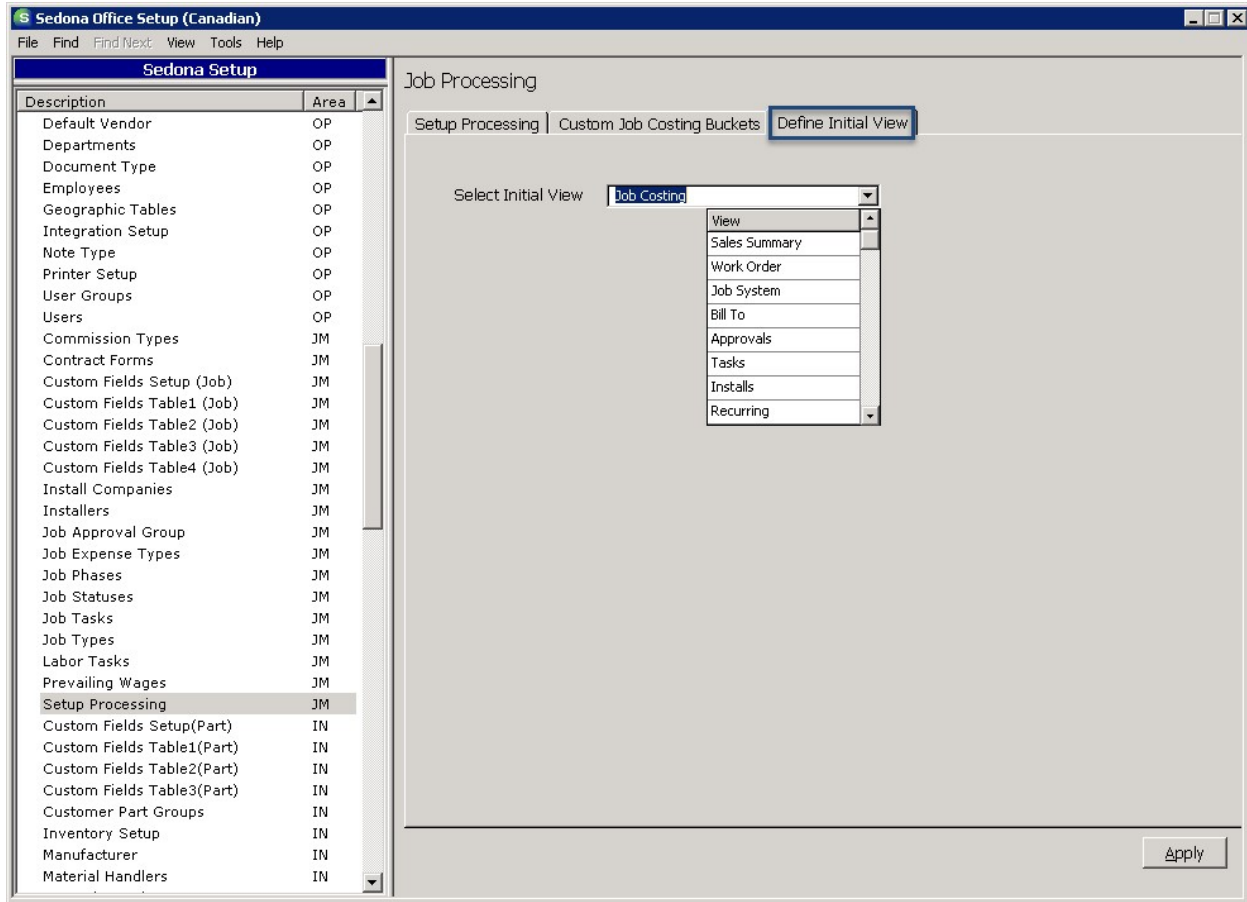 S Sedona Office Setup (Canadian)
File Find Find Next View Tools Help
Sedona Setup
Description Area
Default Vendor OP
Departments OP
Document Type OP
Employees OP
Geographic Tables OP
Integration Setup OP
Note Type OP
Printer Setup OP
User Groups OP
Users OP
Commission Types JM
Contract Forms JM
Custom Fields Setup (Job) JM
Custom Fields Table1 (Job) JM
Custom Fields Table2 (Job) JM
Custom Fields Table3 (Job) JM
Custom Fields Table4 (Job) JM
Install Companies JM
Installers JM
Job Approval Group JM
Job Expense Types JM
Job Phases JM
Job Statuses JM
Job Tasks JM
Job Types JM
Labor Tasks JM
Prevailing Wages JM
Setup Processing JM
Custom Fields Setup(Part) IN
Custom Fields Table1(Part) IN
Custom Fields Table2(Part) IN
Custom Fields Table3(Part) IN
Customer Part Groups IN
Inventory Setup IN
Manufacturer IN
Material Handlers IN
Job Processing
Setup Processing Custom Job Costing Buckets Define Initial View
Select Initial View Job Costing
View
Sales Summary
Work Order
Job System
Bill To
Approvals
Tasks
Installs
Recurring
Apply